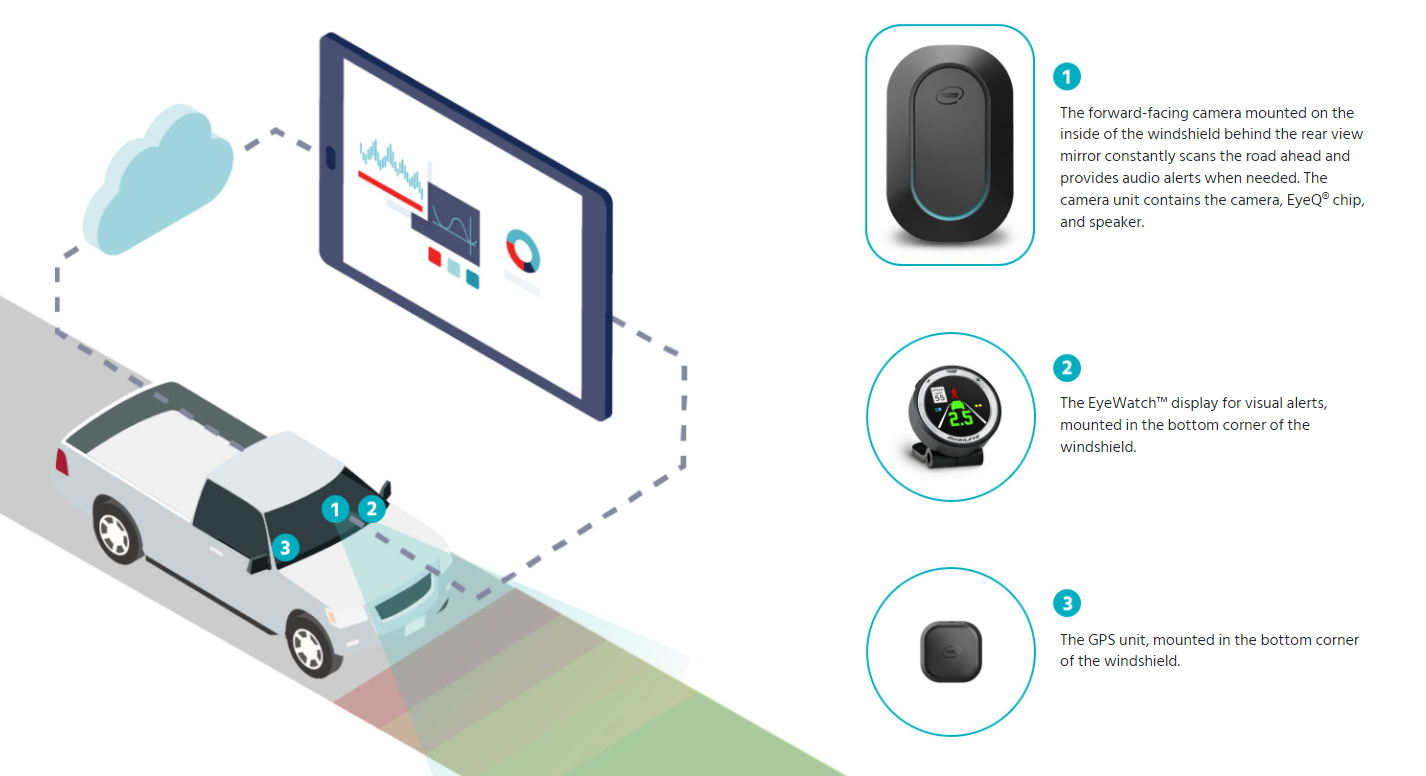 1
The forward-facing camera mounted on the
inside of the windshield behind the rear view
mirror constantly scans the road ahead and
provides audio alerts when needed. The
camera unit contains the camera, EyeQ® chip,
and speaker.
2
The EyeWatch™ display for visual alerts,
mounted in the bottom corner of the
windshield.
55
2.5
1
2
3
3
The GPS unit, mounted in the bottom corner
of the windshield.